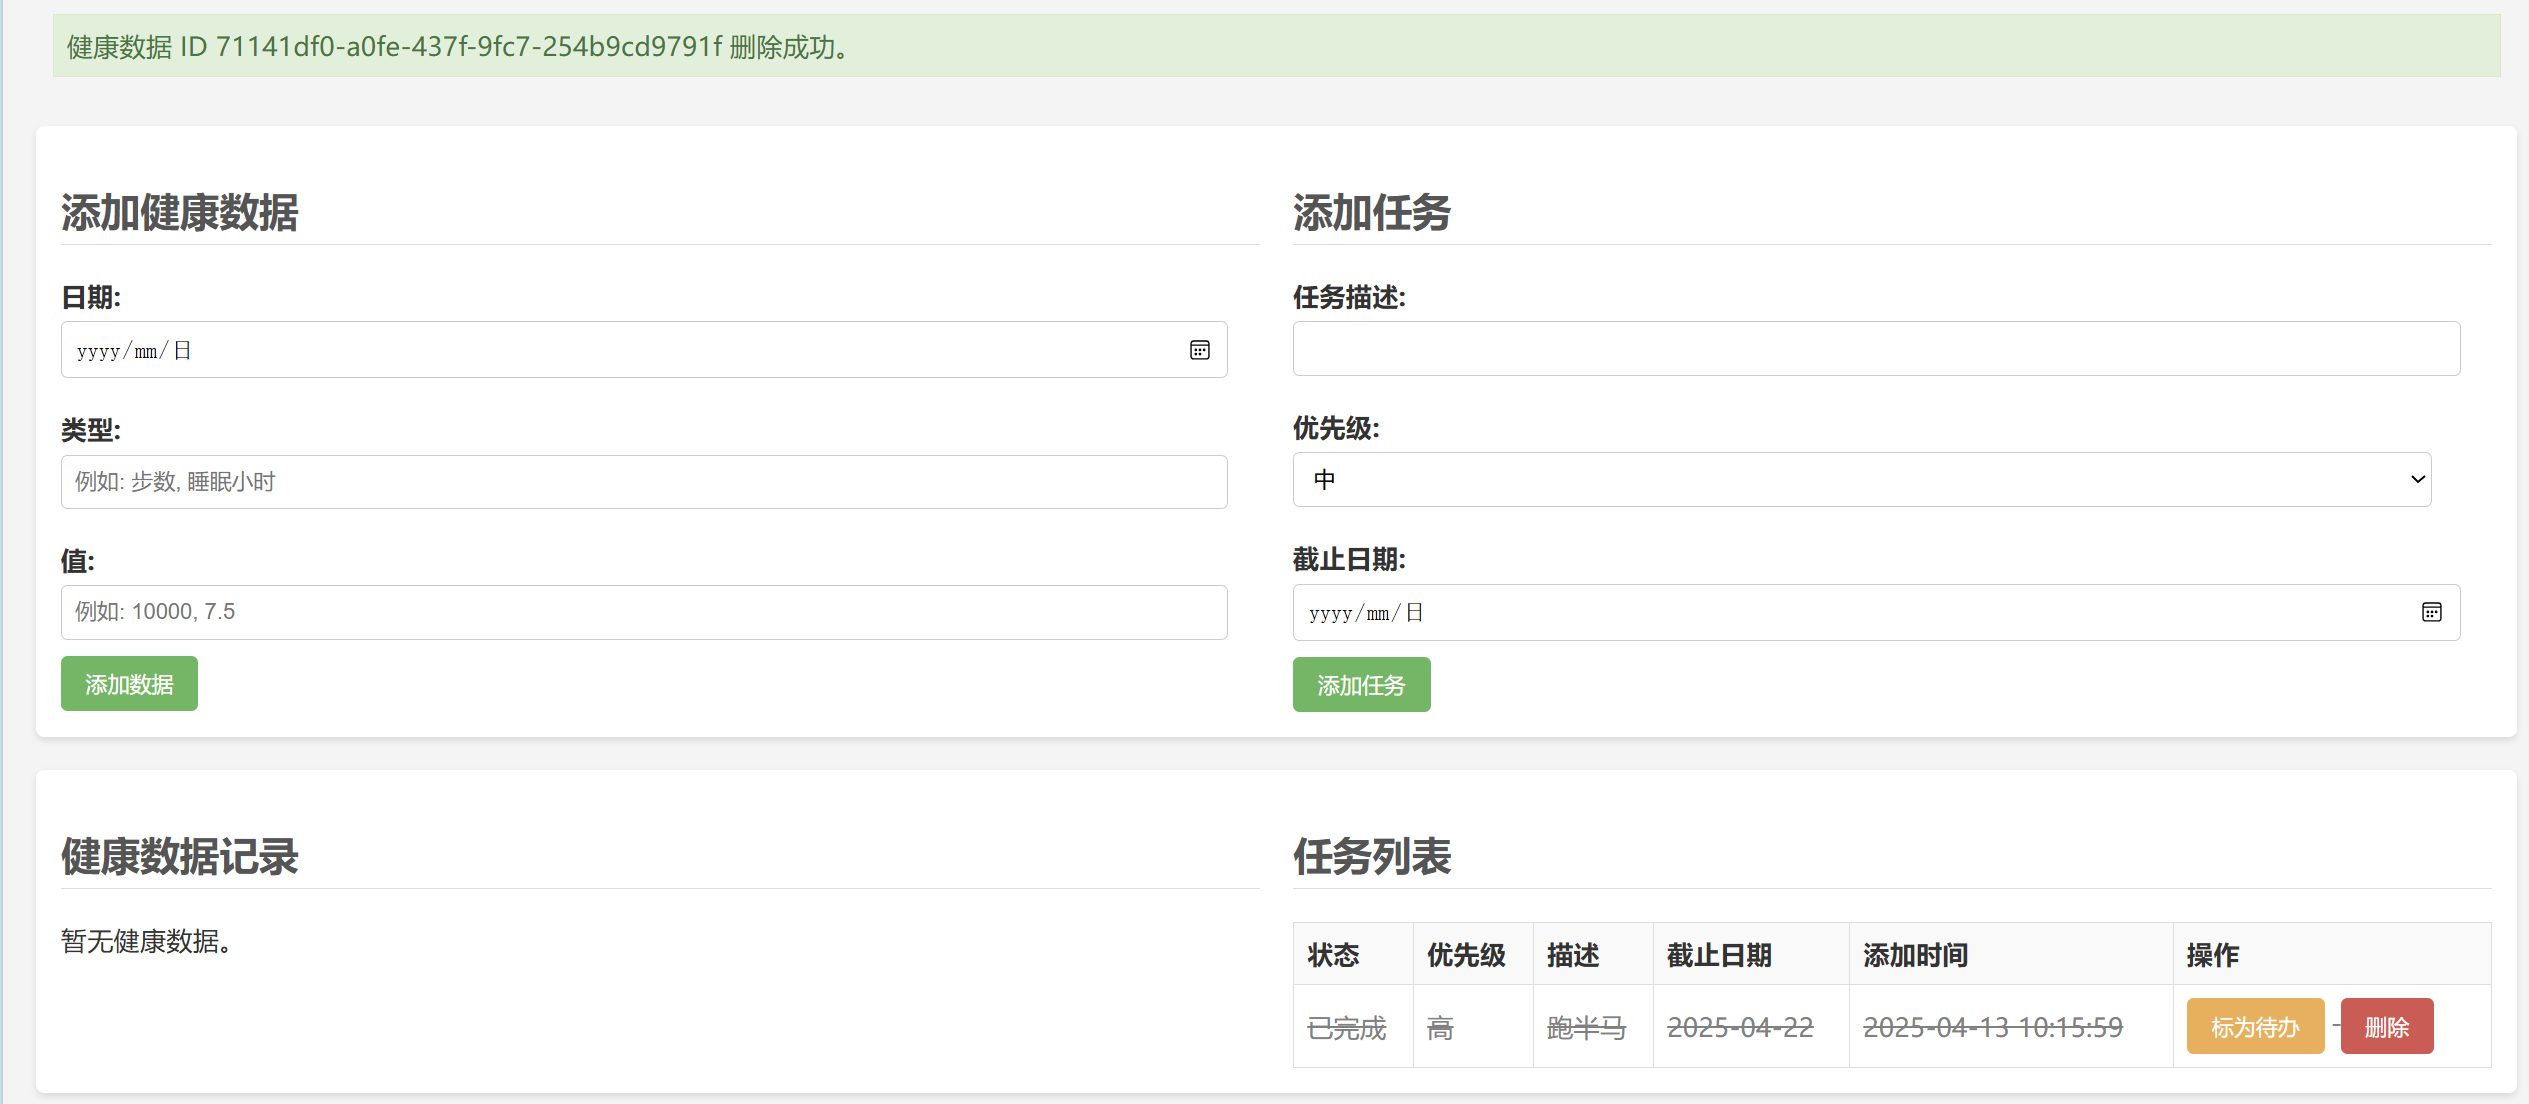 健康数据 ID 71141df0-a0fe-437f-9fc7-254b9cd9791f 删除成功。
添加健康数据
日期:
yyyy/mm/日
类型:
例如: 步数, 睡眠小时
值:
例如: 10000, 7.5
添加数据
添加任务
任务描述:
优先级:
中
截止日期:
yyyy/mm/日
添加任务
健康数据记录
暂无健康数据。
任务列表
状态 优先级 描述 截止日期 添加时间 操作
已完成 高 跑半马 2025-04-22 2025-04-13 10:15:59 标为待办 删除